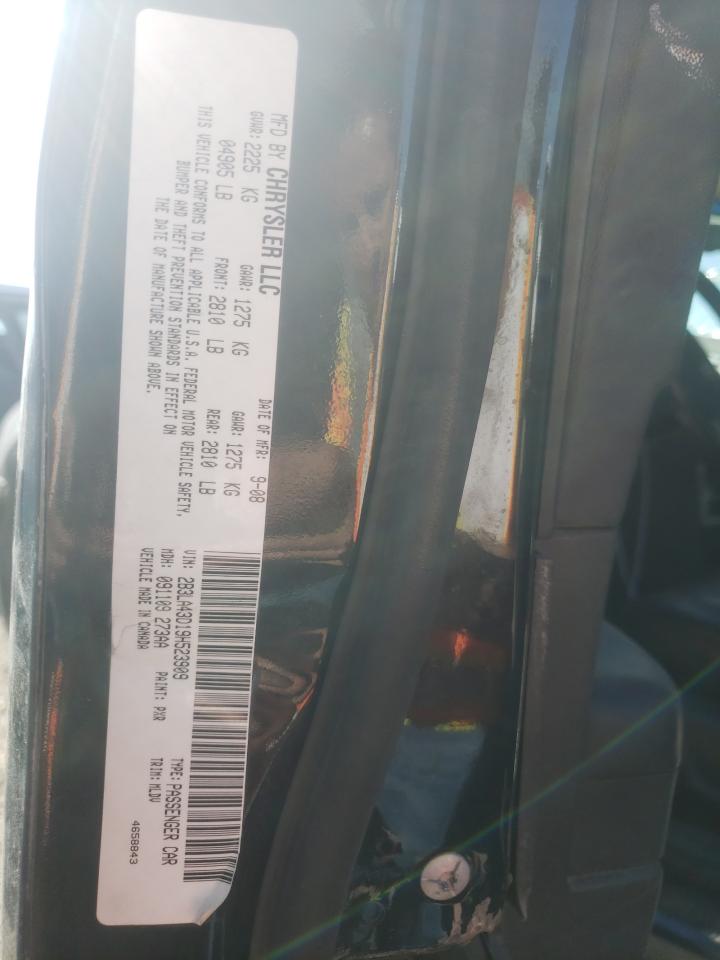 MFD BY CHRYSLER LLC DATE OF MFR: 9-08
GVWR: 2225 KG GAWR: 1275 KG GAWR: 1275 KG
04905 LB FRONT: 2810 LB REAR: 2810 LB
THIS VEHICLE CONFORMS TO ALL APPLICABLE U.S.A. FEDERAL MOTOR VEHICLE SAFETY,
BUMPER AND THEFT PREVENTION STANDARDS IN EFFECT ON
THE DATE OF MANUFACTURE SHOWN ABOVE.
VIN: 2B3LA43D19H523909 TYPE: PASSENGER CAR
MDH: 091109 273AA PAINT: PXR TRIM: MLDV
VEHICLE MADE IN CANADA
4658843